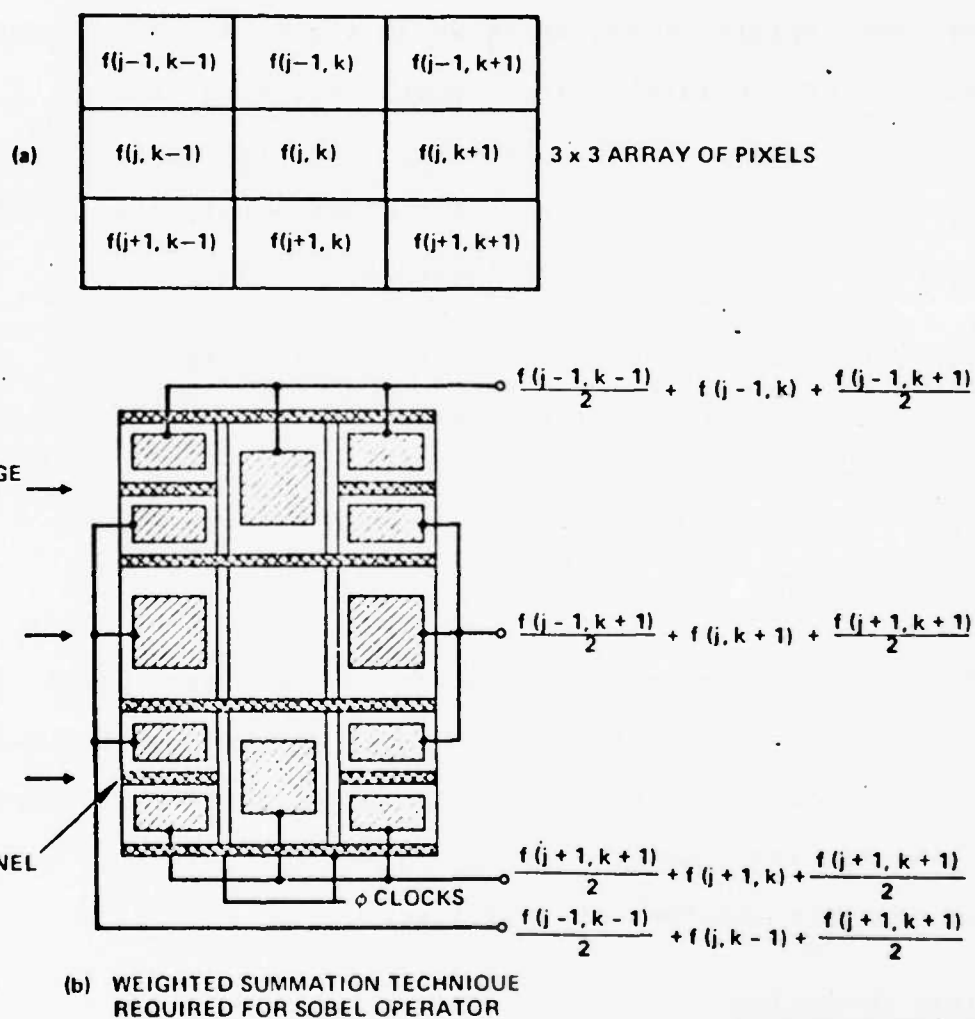 f(j−1, k−1) f(j−1, k) f(j−1, k+1)
(a) f(j, k−1) f(j, k) f(j, k+1) 3 x 3 ARRAY OF PIXELS
f(j+1, k−1) f(j+1, k) f(j+1, k+1)
f (j - 1, k - 1)/2 + f (j - 1, k) + f (j - 1, k + 1)/2
GE
f (j - 1, k + 1)/2 + f (j, k + 1) + f (j + 1, k + 1)/2
NEL
f (j + 1, k + 1)/2 + f (j + 1, k) + f (j + 1, k + 1)/2
φ CLOCKS
f (j -1, k - 1)/2 + f (j, k - 1) + f (j + 1, k + 1)/2
(b) WEIGHTED SUMMATION TECHNIQUE
REQUIRED FOR SOBEL OPERATOR